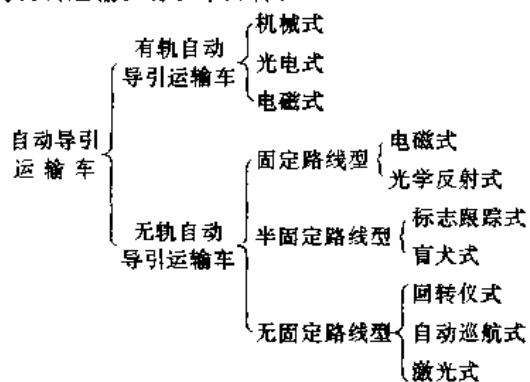 机械式
有轨自动
导引运输车
光电式
电磁式
自动导引
运输车
固定路线型
电磁式
光学反射式
无轨自动
导引运输车
半固定路线型
标志跟踪式
盲犬式
无固定路线型
回转仪式
自动巡航式
激光式